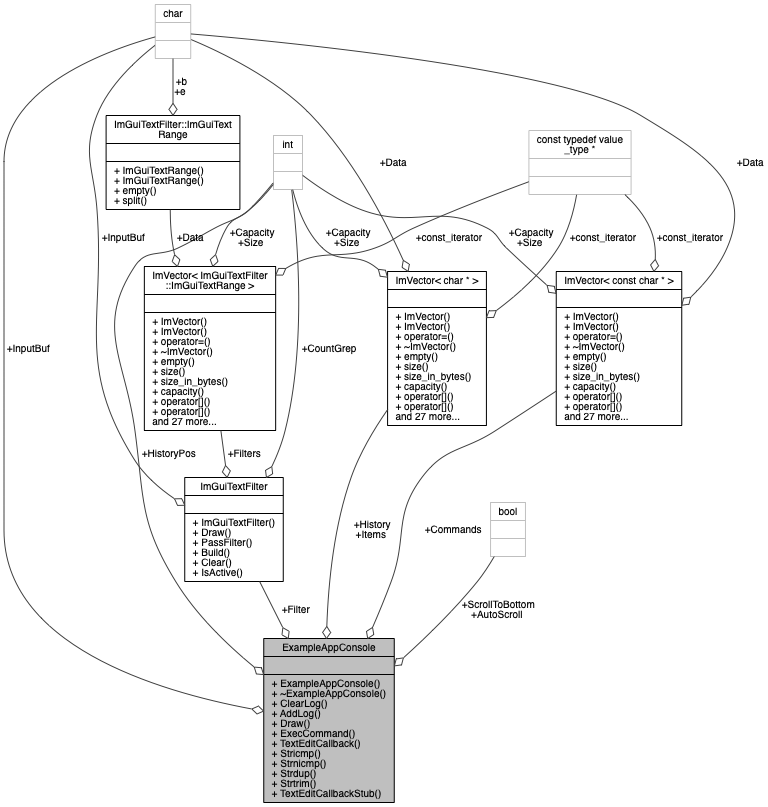 char
+b
+e
ImGuiTextFilter::ImGuiText
Range
+ ImGuiTextRange()
+ ImGuiTextRange()
+ empty()
+ split()
int
const typedef value
_type *
+Data
+InputBuf
+Data
+Capacity
+Size
+Capacity
+Size
+const_iterator
+Capacity
+Size
+const_iterator
+const_iterator
+Data
ImVector< ImGuiTextFilter
::ImGuiTextRange >
+ ImVector()
+ ImVector()
+ operator=()
+ ~ImVector()
+ empty()
+ size()
+ size_in_bytes()
+ capacity()
+ operator[]()
+ operator[]()
and 27 more...
ImVector< char * >
+ ImVector()
+ ImVector()
+ operator=()
+ ~ImVector()
+ empty()
+ size()
+ size_in_bytes()
+ capacity()
+ operator[]()
+ operator[]()
and 27 more...
ImVector< const char * >
+ ImVector()
+ ImVector()
+ operator=()
+ ~ImVector()
+ empty()
+ size()
+ size_in_bytes()
+ capacity()
+ operator[]()
+ operator[]()
and 27 more...
+InputBuf
+CountGrep
+HistoryPos
+Filters
ImGuiTextFilter
+ ImGuiTextFilter()
+ Draw()
+ PassFilter()
+ Build()
+ Clear()
+ IsActive()
+History
+Items
+Commands
bool
+Filter
+ScrollToBottom
+AutoScroll
ExampleAppConsole
+ ExampleAppConsole()
+ ~ExampleAppConsole()
+ ClearLog()
+ AddLog()
+ Draw()
+ ExecCommand()
+ TextEditCallback()
+ Stricmp()
+ Strnicmp()
+ Strdup()
+ Strtrim()
+ TextEditCallbackStub()